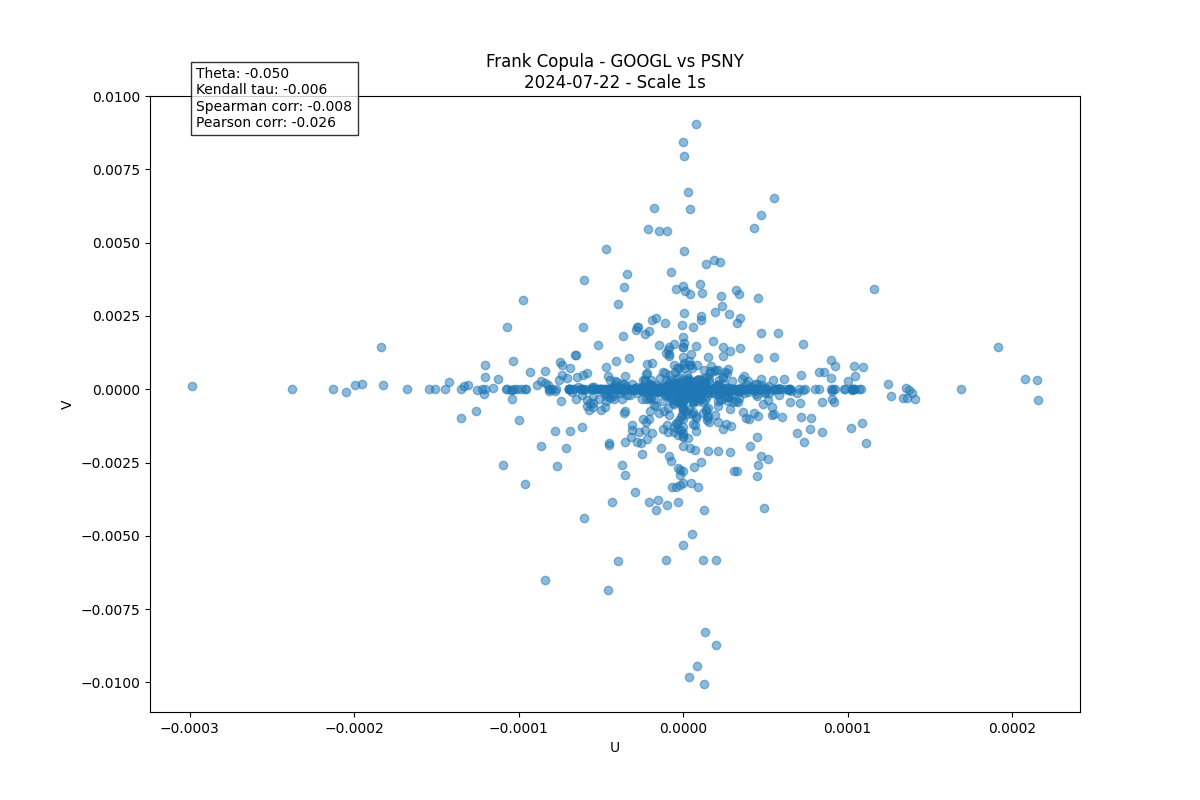 Frank Copula - GOOGL vs PSNY
2024-07-22 - Scale 1s
Theta: -0.050
Kendall tau: -0.006
Spearman corr: -0.008
Pearson corr: -0.026
0.0100
0.0075
0.0050
0.0025
0.0000
−0.0025
−0.0050
−0.0075
−0.0100
V
−0.0003
−0.0002
−0.0001
0.0000
0.0001
0.0002
U